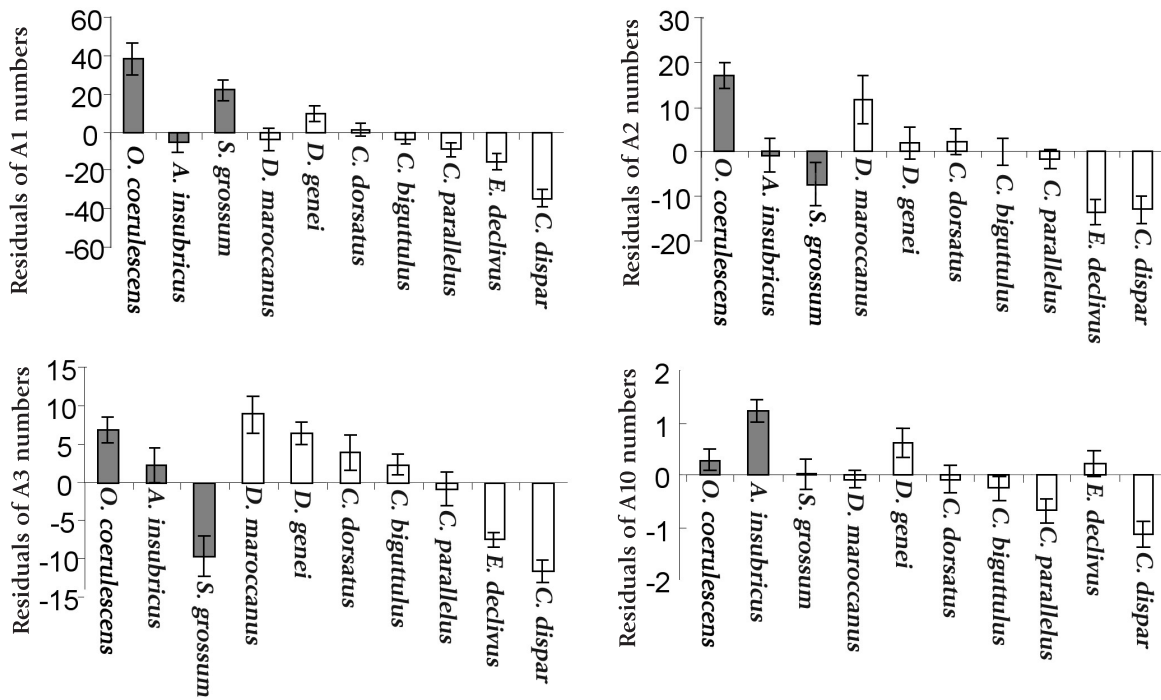 Residuals of A1 numbers
60
40
20
0
-20
-40
-60
O. coerulescens
A. insubricus
S. grossum
D. maroccanus
D. genei
C. dorsatus
C. biguttulus
C. parallelus
E. declivus
C. dispar
Residuals of A2 numbers
30
20
10
0
-10
-20
O. coerulescens
A. insubricus
S. grossum
D. maroccanus
D. genei
C. dorsatus
C. biguttulus
C. parallelus
E. declivus
C. dispar
Residuals of A3 numbers
15
10
5
0
-5
-10
-15
O. coerulescens
A. insubricus
S. grossum
D. maroccanus
D. genei
C. dorsatus
C. biguttulus
C. parallelus
E. declivus
C. dispar
Residuals of A10 numbers
2
1
0
-1
-2
O. coerulescens
A. insubricus
S. grossum
D. maroccanus
D. genei
C. dorsatus
C. biguttulus
C. parallelus
E. declivus
C. dispar